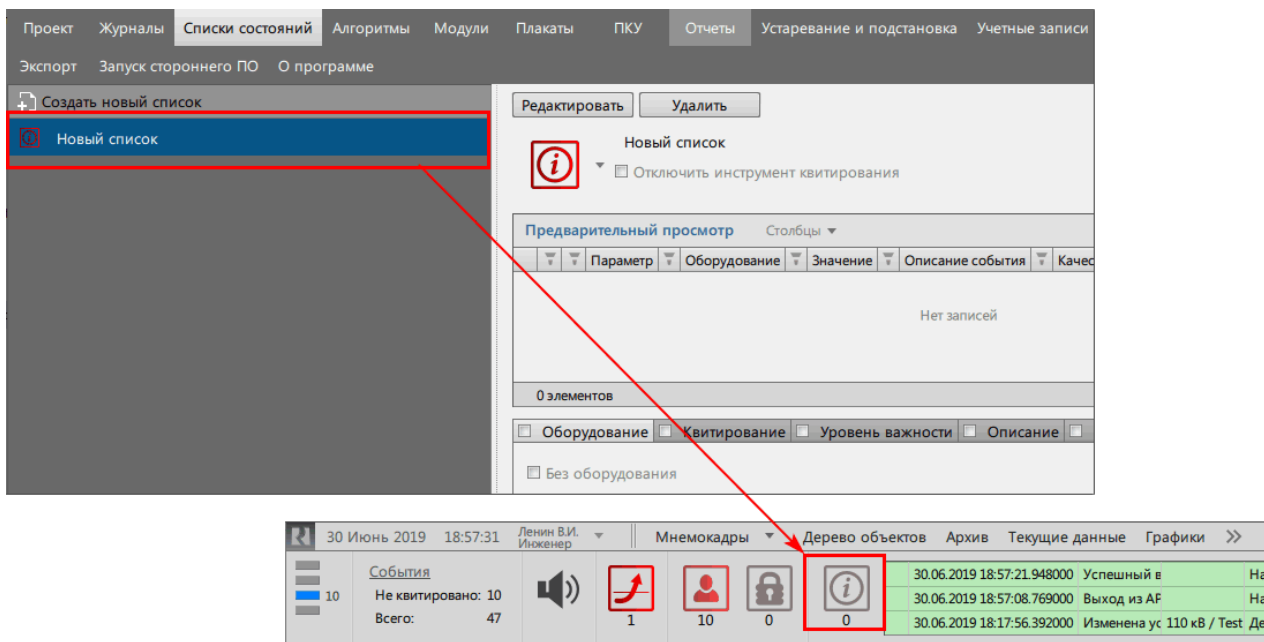 Проект Журналы Списки состояний Алгоритмы Модули Плакаты ПКУ Отчеты Устаревание и подстановка Учетные записи
Экспорт Запуск стороннего ПО О программе
Создать новый список
Новый список
Редактировать Удалить
Новый список
Отключить инструмент квитирования
Предварительный просмотр Столбцы
Параметр Оборудование Значение Описание события Качес
Нет записей
0 элементов
Оборудование Квитирование Уровень важности Описание
Без оборудования
30 Июнь 2019 18:57:31 Ленин В.И. Мнемокадры Дерево объектов Архив Текущие данные Графики
Инженер
События
10 Не квитировано: 10
Всего: 47
1 10 0 0
30.06.2019 18:57:21.948000 Успешный в На
30.06.2019 18:57:08.769000 Выход из АР На
30.06.2019 18:17:56.392000 Изменена ус 110 кВ / Test Де